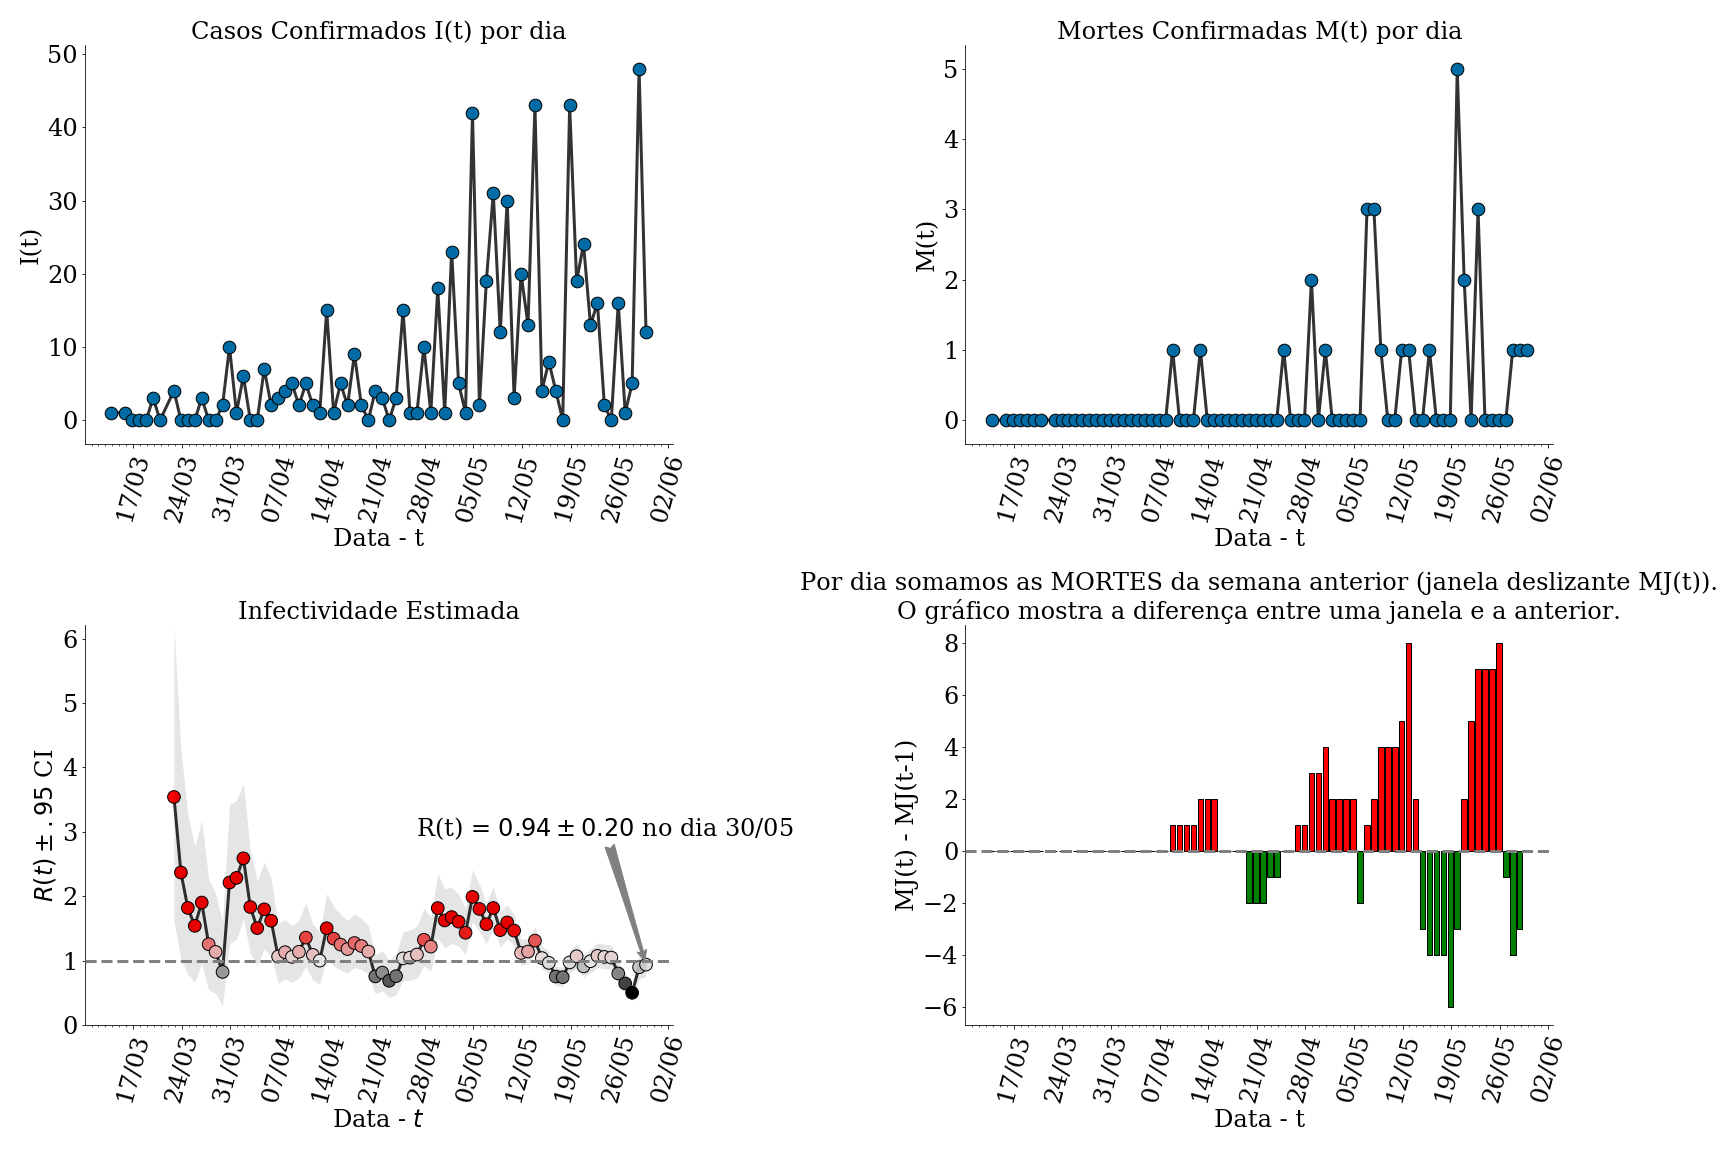 Casos Confirmados I(t) por dia
50
40
30
20
10
0
I(t)
17/03 24/03 31/03 07/04 14/04 21/04 28/04 05/05 12/05 19/05 26/05 02/06
Data - t
Mortes Confirmadas M(t) por dia
5
4
3
2
1
0
M(t)
17/03 24/03 31/03 07/04 14/04 21/04 28/04 05/05 12/05 19/05 26/05 02/06
Data - t
Infectividade Estimada
6
5
4
3
2
1
0
R(t) ± .95 CI
R(t) = 0.94 ± 0.20 no dia 30/05
17/03 24/03 31/03 07/04 14/04 21/04 28/04 05/05 12/05 19/05 26/05 02/06
Data - t
Por dia somamos as MORTES da semana anterior (janela deslizante MJ(t)).
O gráfico mostra a diferença entre uma janela e a anterior.
8
6
4
2
0
−2
−4
−6
MJ(t) - MJ(t-1)
17/03 24/03 31/03 07/04 14/04 21/04 28/04 05/05 12/05 19/05 26/05 02/06
Data - t